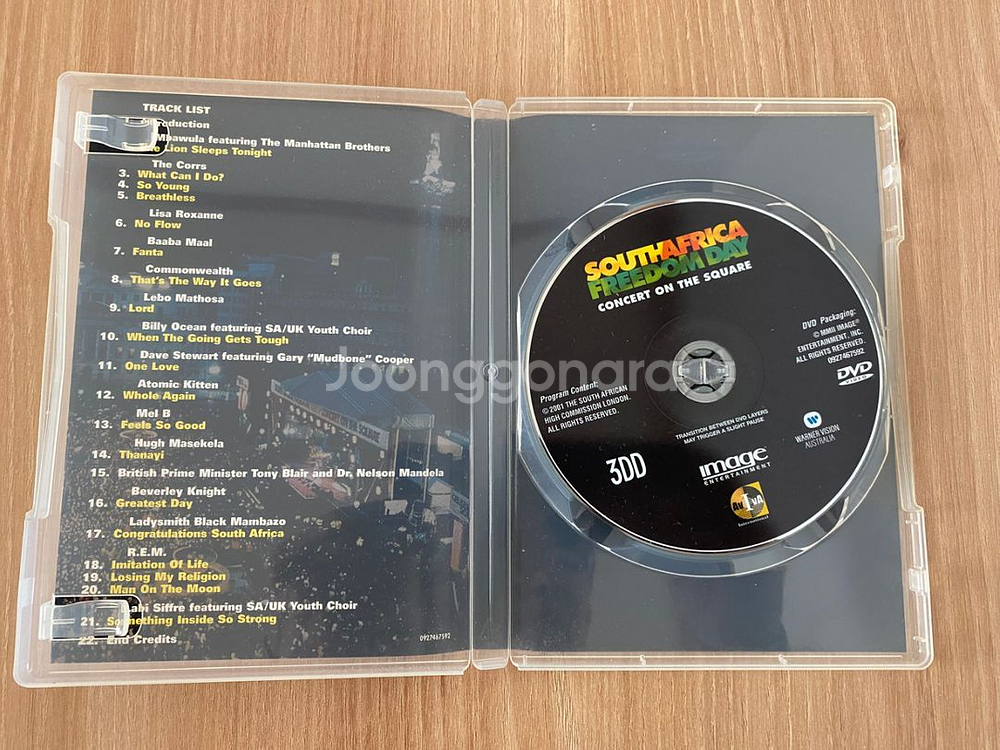 TRACK LIST
Introduction
Mbawula featuring The Manhattan Brothers
The Lion Sleeps Tonight
The Corrs
3. What Can I Do?
4. So Young
5. Breathless
Lisa Roxanne
6. No Flow
Baaba Maal
7. Fanta
Commonwealth
8. That's The Way It Goes
Lebo Mathosa
9. Lord
Billy Ocean featuring SA/UK Youth Choir
10. When The Going Gets Tough
Dave Stewart featuring Gary "Mudbone" Cooper
11. One Love
Atomic Kitten
12. Whole Again
Mel B
13. Feels So Good
Hugh Masekela
14. Thanayi
15. British Prime Minister Tony Blair and Dr. Nelson Mandela
Beverley Knight
16. Greatest Day
Ladysmith Black Mambazo
17. Congratulations South Africa
R.E.M.
18. Imitation Of Life
19. Losing My Religion
20. Man On The Moon
Labi Siffre featuring SA/UK Youth Choir
21. Something Inside So Strong
22. End Credits
0927467592
Joonggonara
SOUTH AFRICA
FREEDOM DAY
CONCERT ON THE SQUARE
DVD Packaging:
© MMII IMAGE®
ENTERTAINMENT, INC.
ALL RIGHTS RESERVED.
0927467592
DVD
VIDEO
Program Content:
© 2001 THE SOUTH AFRICAN
HIGH COMMISSION LONDON.
ALL RIGHTS RESERVED.
TRANSITION BETWEEN DVD LAYERS
MAY TRIGGER A SLIGHT PAUSE
WARNER VISION
AUSTRALIA
3DD
image
ENTERTAINMENT
AVIVA
International